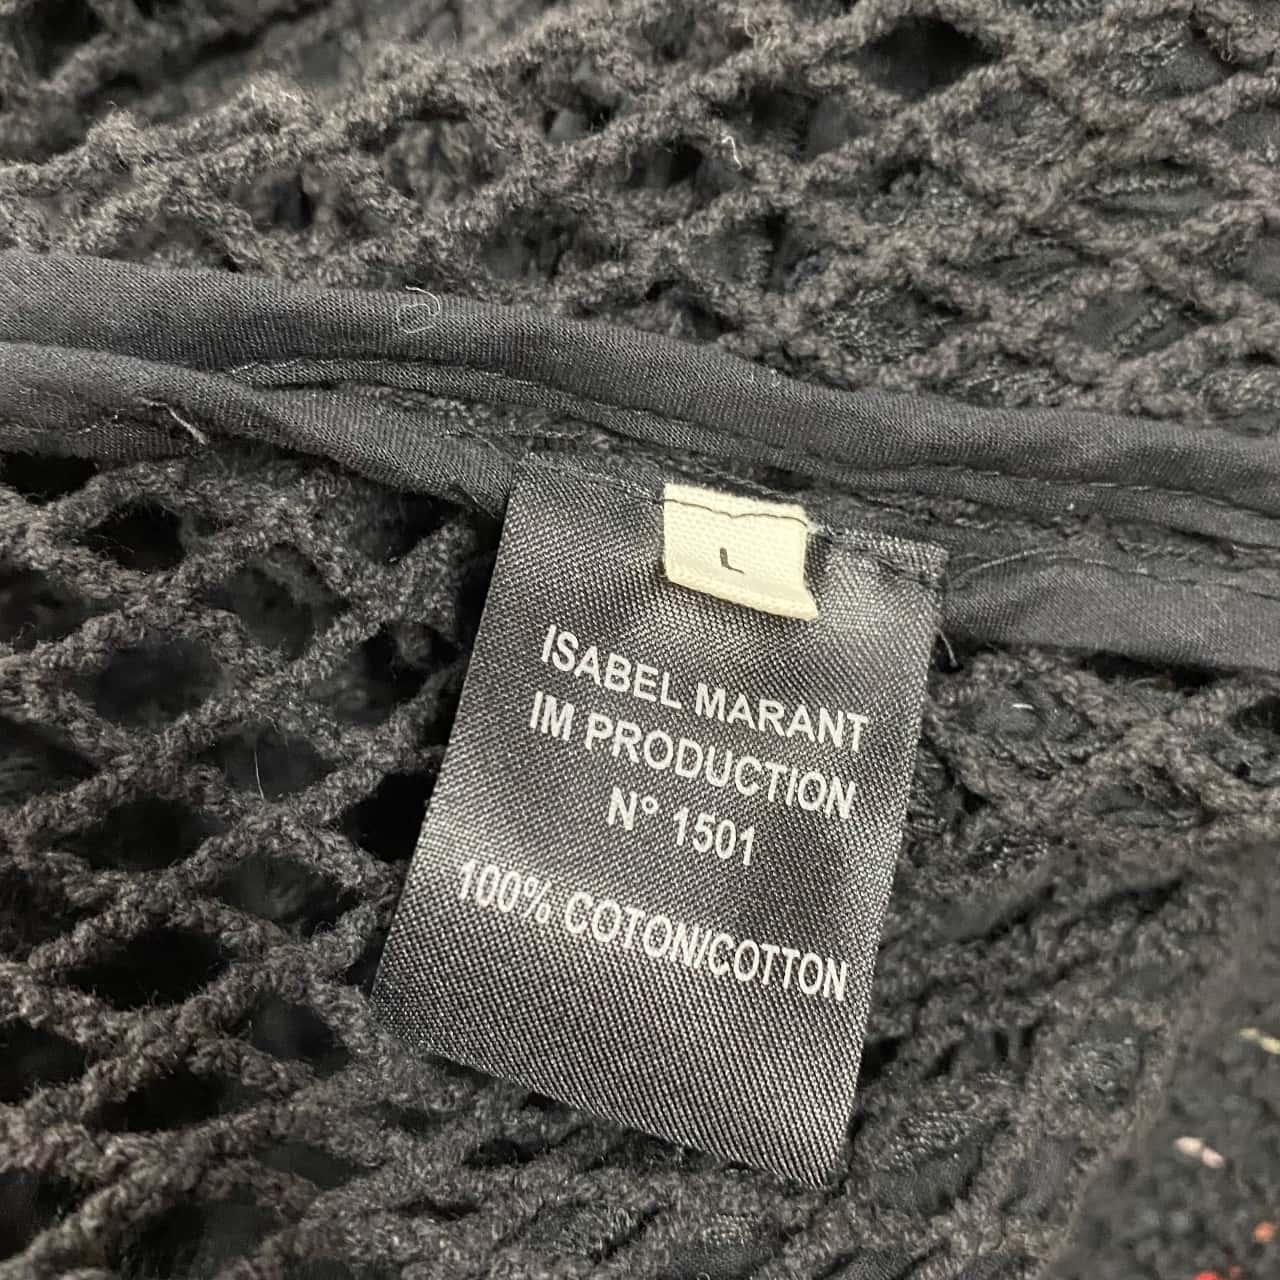 L
ISABEL MARANT
IM PRODUCTION
N° 1501
100% COTON/COTTON